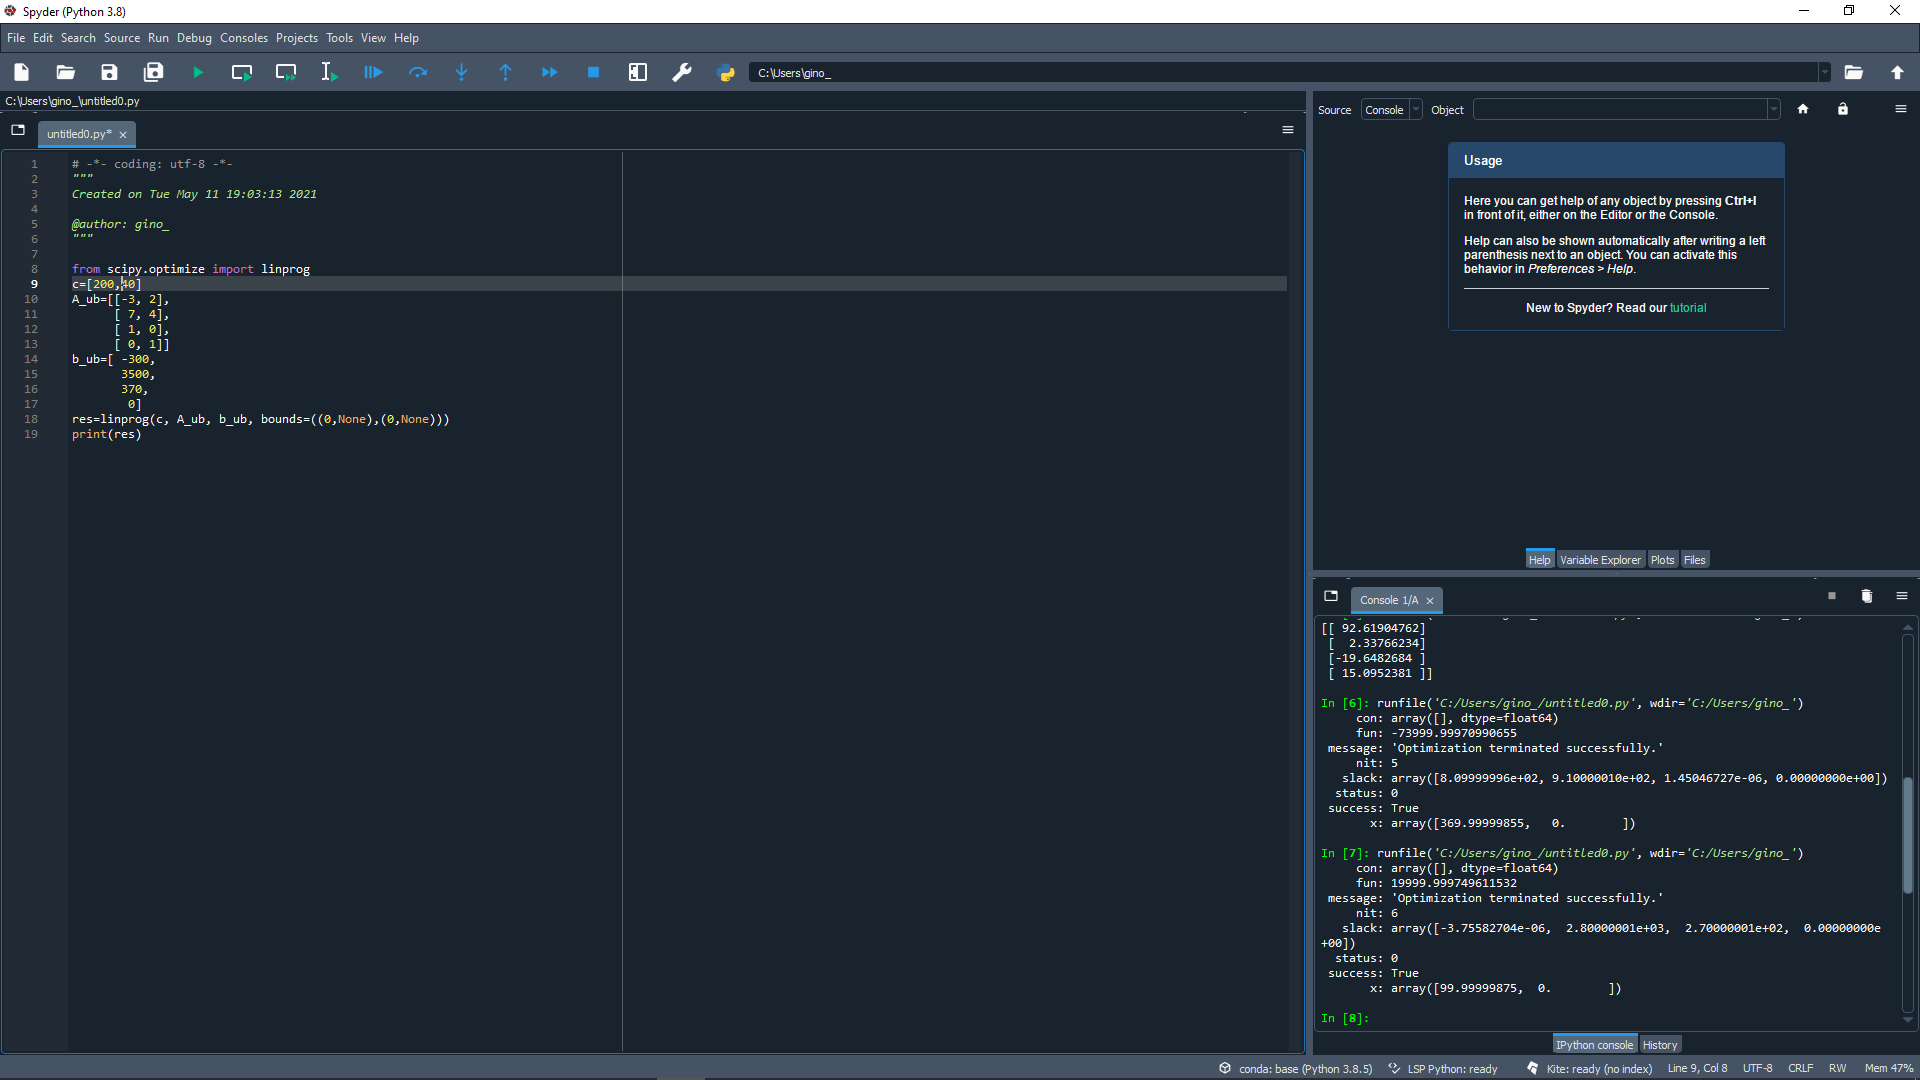 Spyder (Python 3.8)
File Edit Search Source Run Debug Consoles Projects Tools View Help
C:\Users\gino_
C:\Users\gino_\untitled0.py
untitled0.py*
1 # -*- coding: utf-8 -*-
2 """
3 Created on Tue May 11 19:03:13 2021
4
5 @author: gino_
6 """
7
8 from scipy.optimize import linprog
9 c=[200,40]
10 A_ub=[[-3, 2],
11 [ 7, 4],
12 [ 1, 0],
13 [ 0, 1]]
14 b_ub=[ -300,
15 3500,
16 370,
17 0]
18 res=linprog(c, A_ub, b_ub, bounds=((0,None),(0,None)))
19 print(res)
Source Console Object
Usage
Here you can get help of any object by pressing Ctrl+I
in front of it, either on the Editor or the Console.
Help can also be shown automatically after writing a left
parenthesis next to an object. You can activate this
behavior in Preferences > Help.
New to Spyder? Read our tutorial
Help Variable Explorer Plots Files
Console 1/A
[[ 92.61904762]
[ 2.33766234]
[-19.6482684 ]
[ 15.0952381 ]]
In [6]: runfile('C:/Users/gino_/untitled0.py', wdir='C:/Users/gino_')
con: array([], dtype=float64)
fun: -73999.99970990655
message: 'Optimization terminated successfully.'
nit: 5
slack: array([8.09999996e+02, 9.10000010e+02, 1.45046727e-06, 0.00000000e+00])
status: 0
success: True
x: array([369.99999855, 0. ])
In [7]: runfile('C:/Users/gino_/untitled0.py', wdir='C:/Users/gino_')
con: array([], dtype=float64)
fun: 19999.999749611532
message: 'Optimization terminated successfully.'
nit: 6
slack: array([-3.75582704e-06, 2.80000001e+03, 2.70000001e+02, 0.00000000e
+00])
status: 0
success: True
x: array([99.99999875, 0. ])
In [8]:
IPython console History
conda: base (Python 3.8.5) LSP Python: ready Kite: ready (no index) Line 9, Col 8 UTF-8 CRLF RW Mem 47%